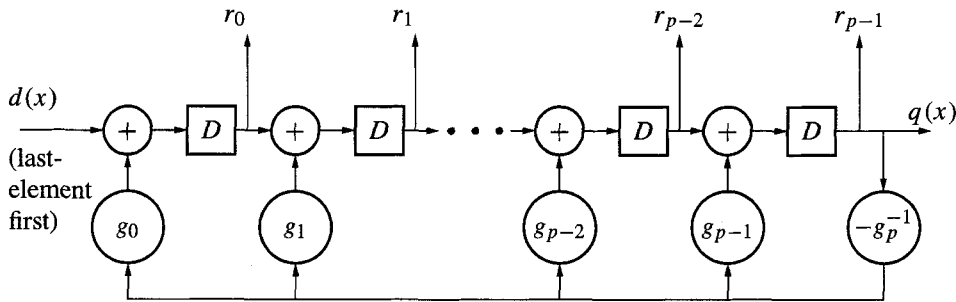 r₀ r₁ rₚ₋₂ rₚ₋₁
d(x) q(x)
+ D + D + D + D
(last-
element
first)
g₀ g₁ gₚ₋₂ gₚ₋₁ −gₚ⁻¹